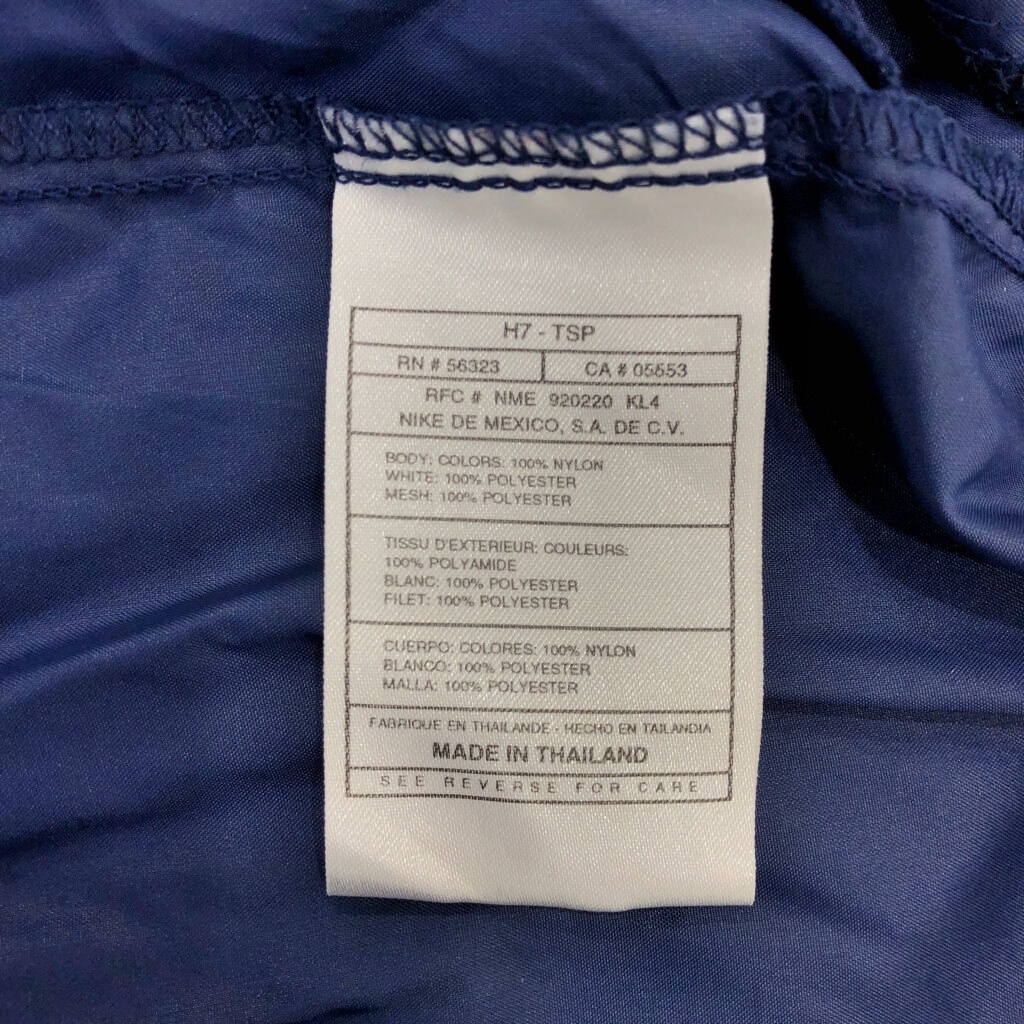 H7 - TSP
RN # 56323
CA # 05553
RFC # NME 920220 KL4
NIKE DE MEXICO, S.A. DE C.V.
BODY: COLORS: 100% NYLON
WHITE: 100% POLYESTER
MESH: 100% POLYESTER
TISSU D'EXTERIEUR: COULEURS:
100% POLYAMIDE
BLANC: 100% POLYESTER
FILET: 100% POLYESTER
CUERPO: COLORES: 100% NYLON
BLANCO: 100% POLYESTER
MALLA: 100% POLYESTER
FABRIQUE EN THAILANDE - HECHO EN TAILANDIA
MADE IN THAILAND
SEE REVERSE FOR CARE